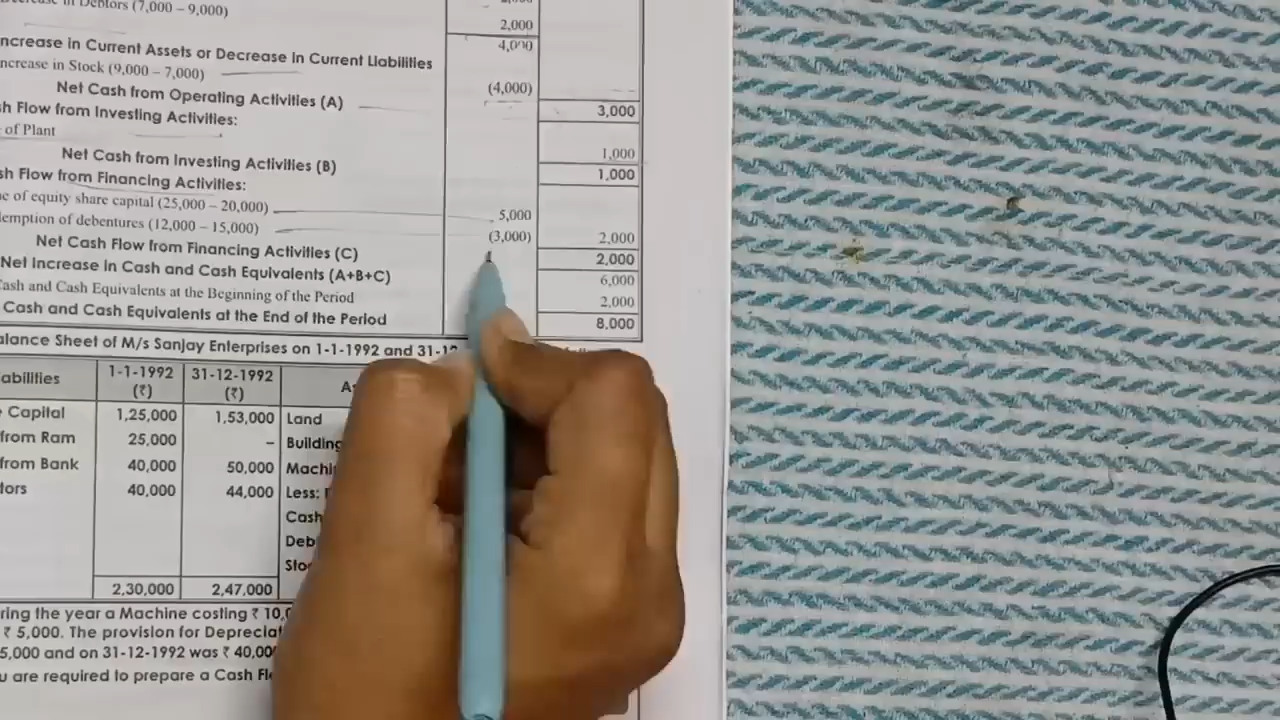 Debtors (7,000 – 9,000)
2,000
4,000
ncrease in Current Assets or Decrease in Current Liabilities
ncrease in Stock (9,000 – 7,000)
(4,000)
Net Cash from Operating Activities (A)
3,000
sh Flow from Investing Activities:
of Plant
1,000
Net Cash from Investing Activities (B)
1,000
sh Flow from Financing Activities:
e of equity share capital (25,000 – 20,000) 5,000
emption of debentures (12,000 – 15,000) (3,000) 2,000
Net Cash Flow from Financing Activities (C) 2,000
Net Increase in Cash and Cash Equivalents (A+B+C) 6,000
Cash and Cash Equivalents at the Beginning of the Period 2,000
Cash and Cash Equivalents at the End of the Period 8,000
alance Sheet of M/s Sanjay Enterprises on 1-1-1992 and 31-12
abilities 1-1-1992 (₹) 31-12-1992 (₹) A
Capital 1,25,000 1,53,000 Land
from Ram 25,000 – Building
from Bank 40,000 50,000 Machi
tors 40,000 44,000 Less:
Cash
Deb
Sto
2,30,000 2,47,000
ring the year a Machine costing ₹ 10,0
₹ 5,000. The provision for Depreciat
5,000 and on 31-12-1992 was ₹ 40,00
u are required to prepare a Cash Fl